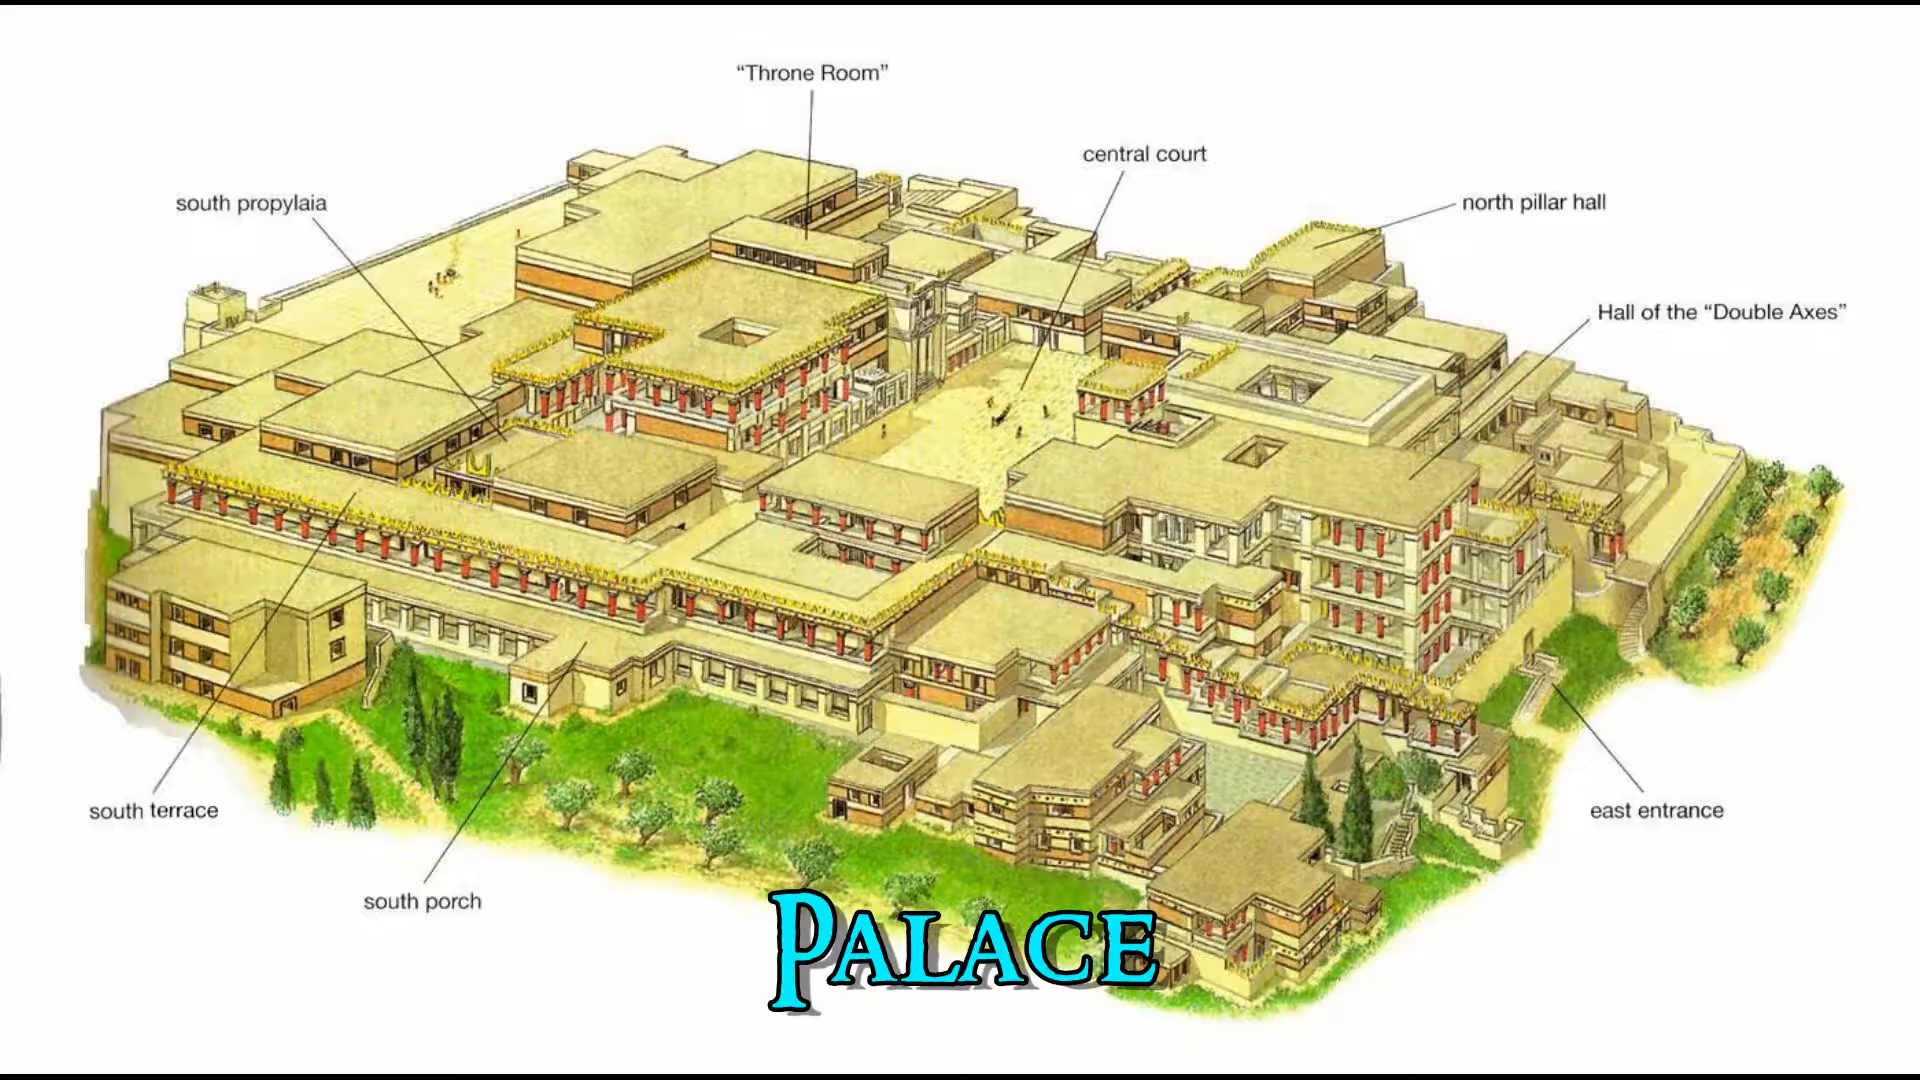 “Throne Room”
central court
south propylaia
north pillar hall
Hall of the “Double Axes”
south terrace
east entrance
south porch
Palace